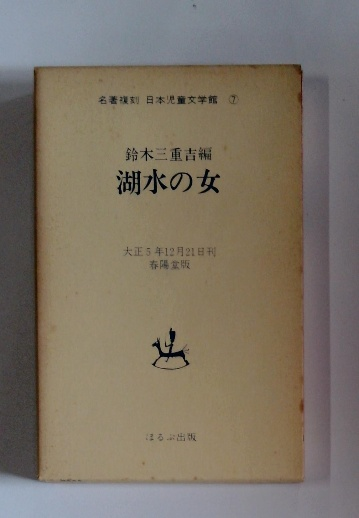 名著複刻 日本児童文学館 ⑦
鈴木三重吉編
湖水の女
大正5年12月21日刊
春陽堂版
ほるぷ出版